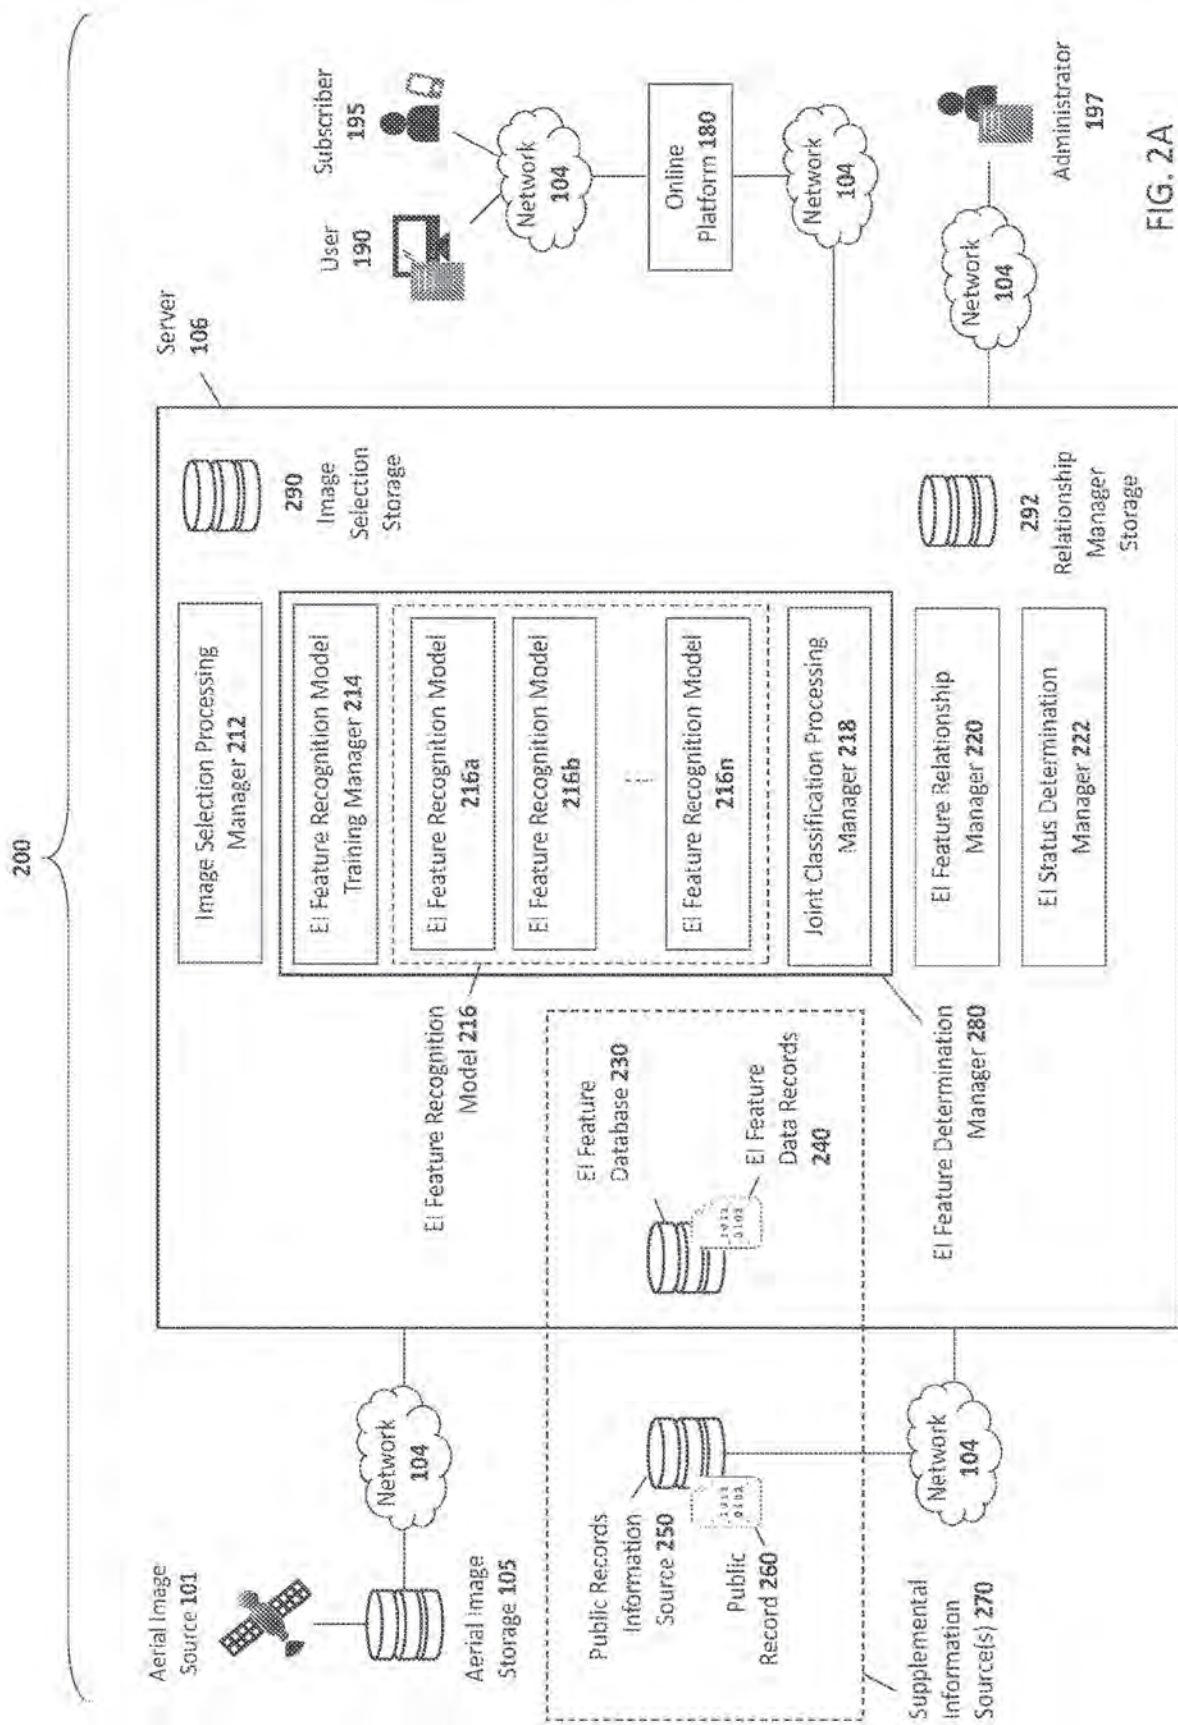 200
Aerial Image
Source 101
Aerial Image
Storage 105
Network
104
Public Records
Information
Source 250
Public
Record 260
1011
0102
Supplemental
Information
Source(s) 270
Network
104
Server
106
EI Feature Recognition
Model 216
EI Feature
Database 230
1011
0102
EI Feature
Data Records
240
EI Feature Determination
Manager 280
Image Selection Processing
Manager 212
EI Feature Recognition Model
Training Manager 214
EI Feature Recognition Model
216a
EI Feature Recognition Model
216b
EI Feature Recognition Model
216n
Joint Classification Processing
Manager 218
EI Feature Relationship
Manager 220
EI Status Determination
Manager 222
290
Image
Selection
Storage
292
Relationship
Manager
Storage
User
190
Subscriber
195
Network
104
Online
Platform 180
Network
104
Network
104
Administrator
197
FIG. 2A